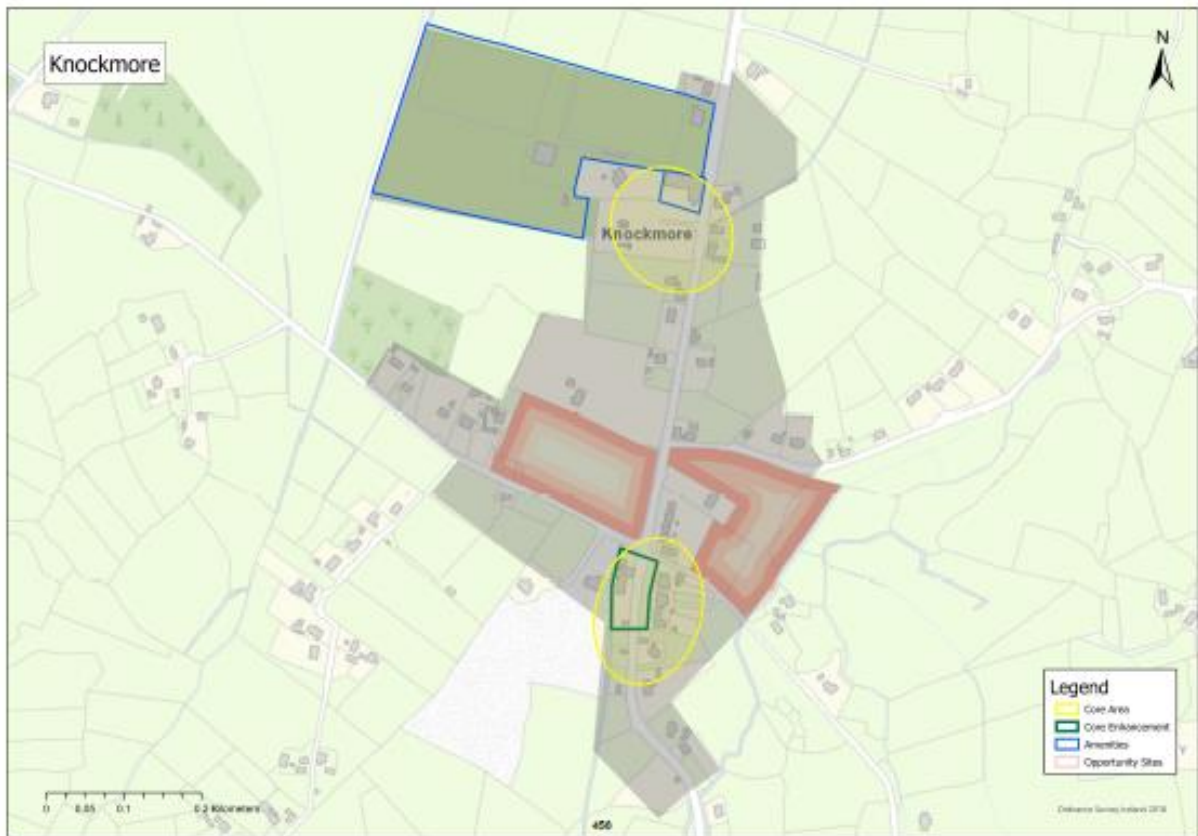 Knockmore
N
Knockmore
Legend
Core Area
Core Enhancement
Amenities
Opportunity Sites
0 0.05 0.1 0.2 Kilometers
Ordnance Survey Ireland
456